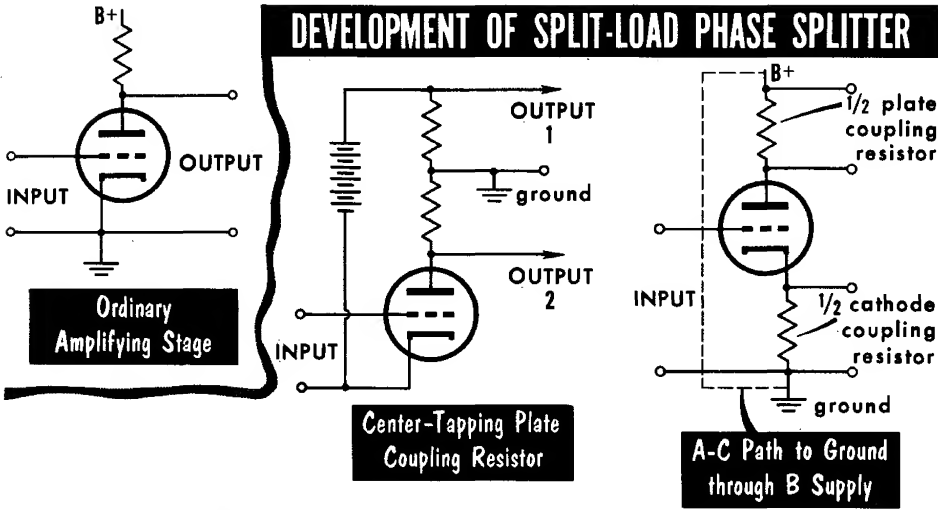 DEVELOPMENT OF SPLIT-LOAD PHASE SPLITTER
B+
OUTPUT
INPUT
Ordinary
Amplifying Stage
OUTPUT
1
ground
OUTPUT
2
INPUT
Center-Tapping Plate
Coupling Resistor
B+
1/2 plate
coupling
resistor
INPUT
1/2 cathode
coupling
resistor
ground
A-C Path to Ground
through B Supply